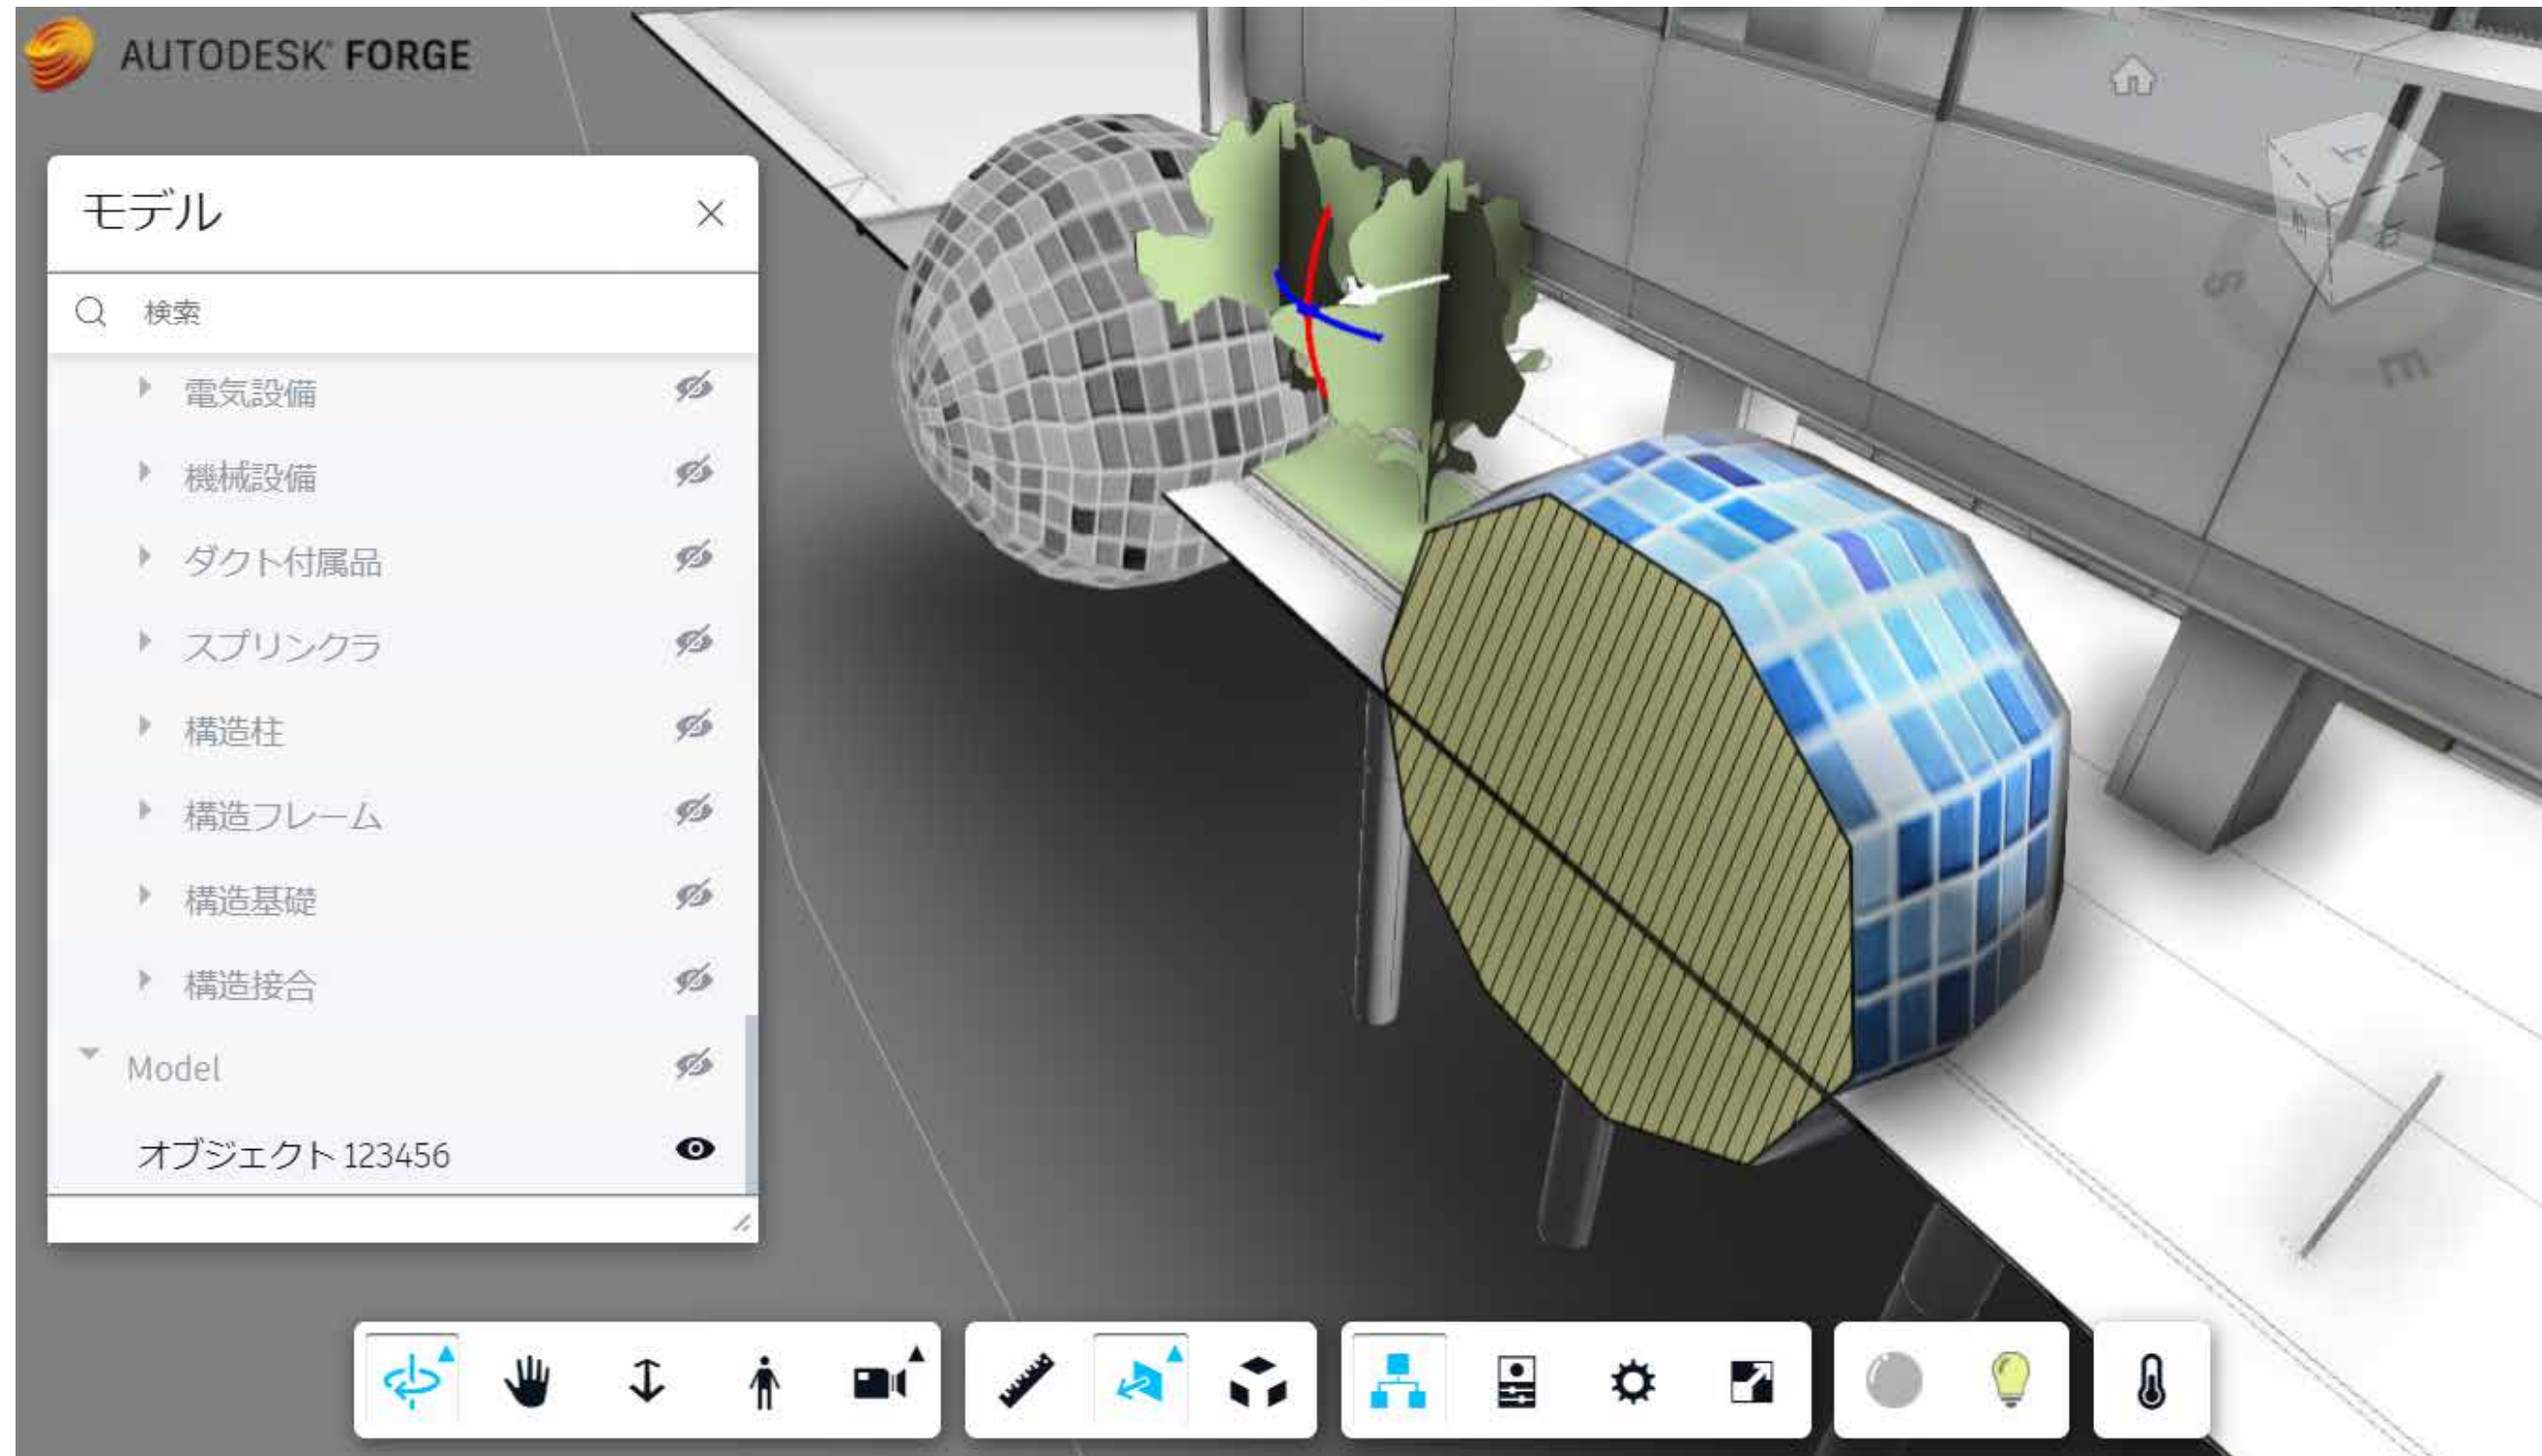 AUTODESK® FORGE
モデル
検索
電気設備
機械設備
ダクト付属品
スプリンクラ
構造柱
構造フレーム
構造基礎
構造接合
Model
オブジェクト 123456
上
S
E